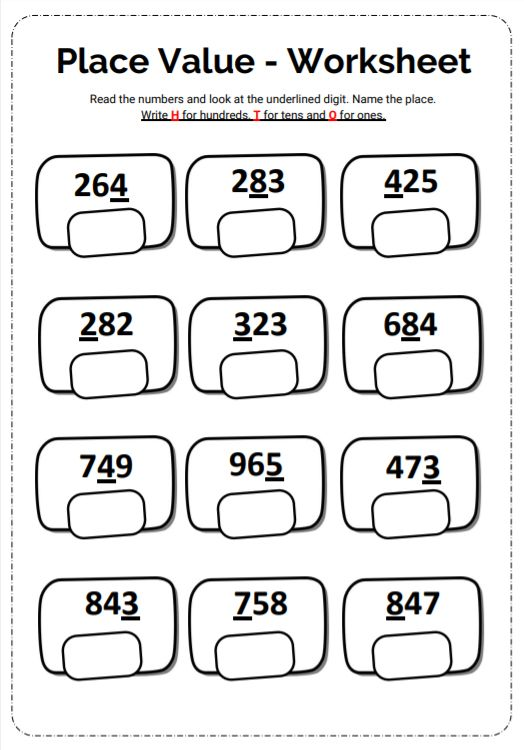 Place Value - Worksheet
Read the numbers and look at the underlined digit. Name the place.
Write H for hundreds, T for tens and O for ones.
264 283 425
282 323 684
749 965 473
843 758 847